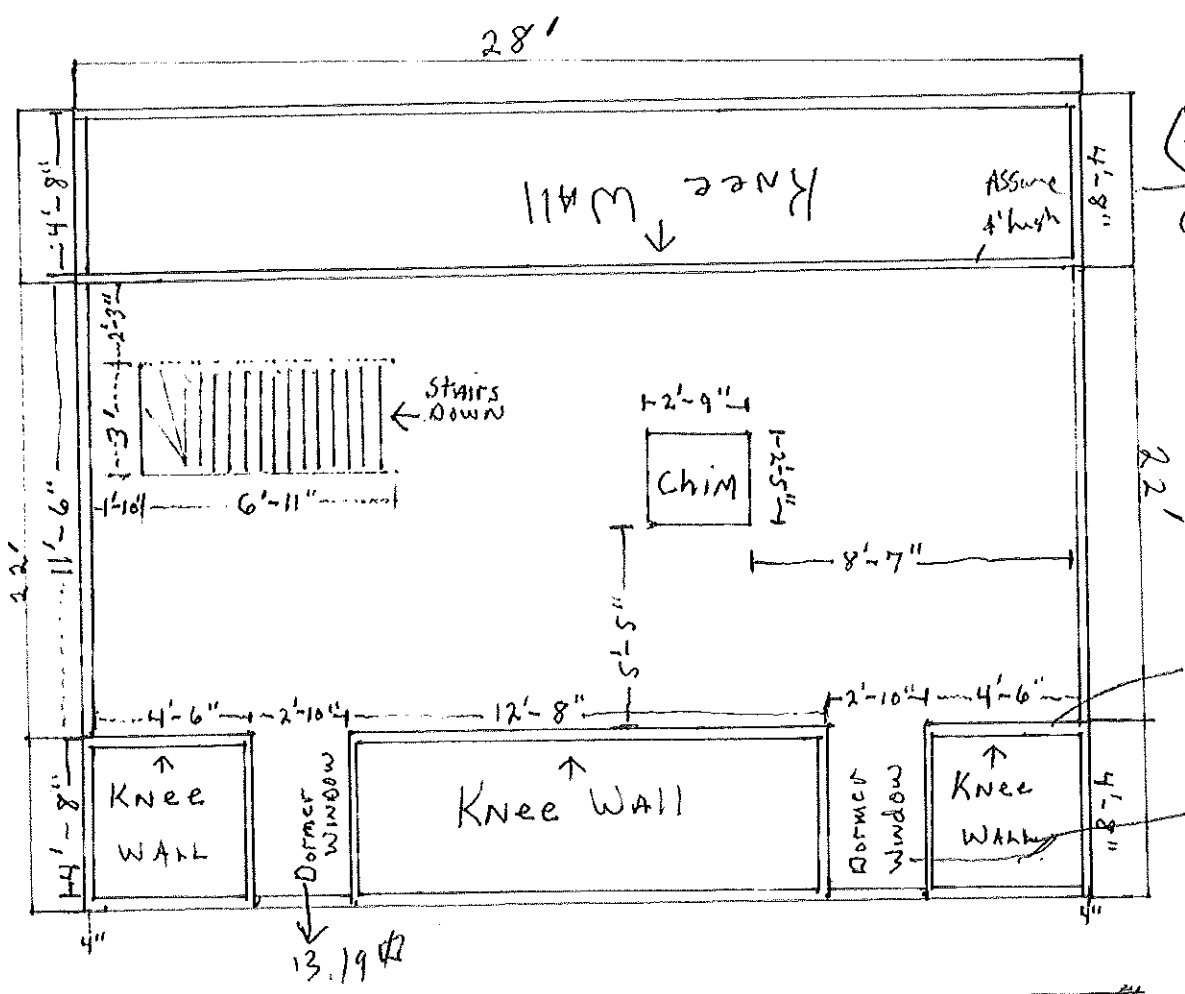 28'
4'-8"
KNee
WAll
Assume
4'-8"
2'-3"
3'
Stairs
DOWN
1'-10"
6'-11"
2'-9"
Chim
2'-5"
8'-7"
5'-5"
22'
11'-6"
22'
4'-6"
2'-10"
12'-8"
2'-10"
4'-6"
4'-8"
KNee
WALL
Dormer
WINDOW
KNee WAll
Dormer
Window
KNee
WALL
4'-8"
4"
4"
13.19